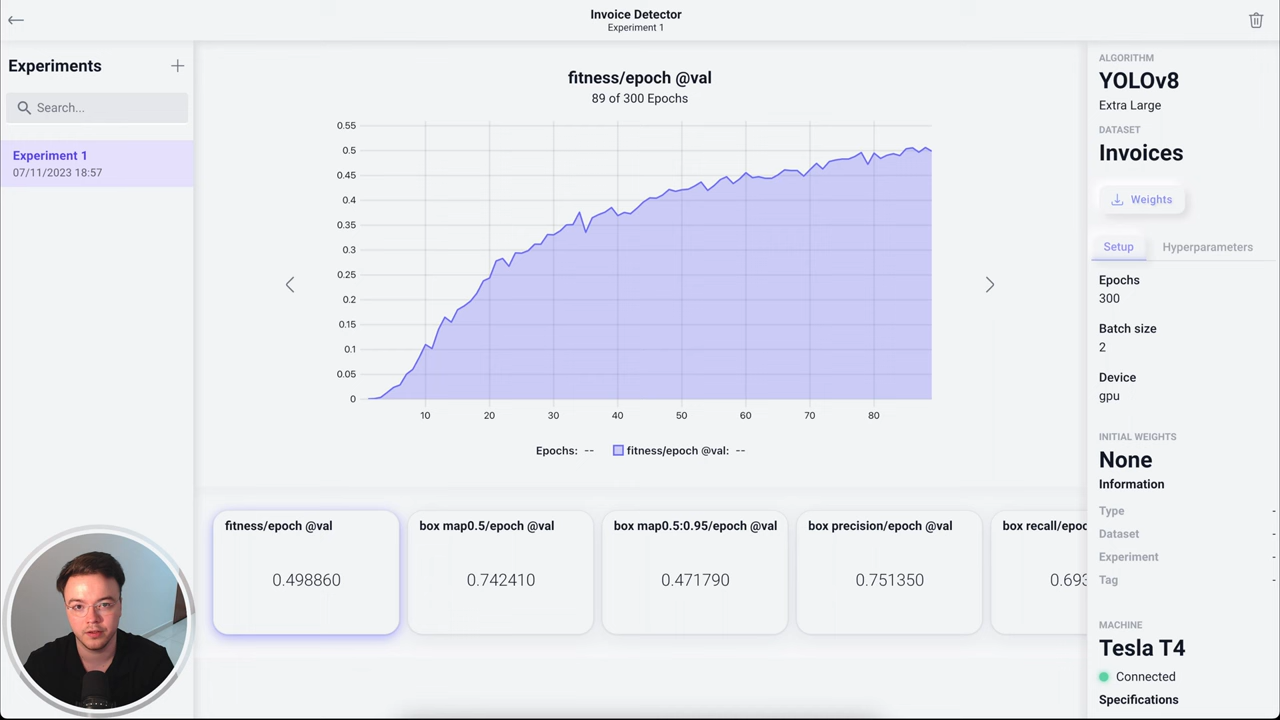 Invoice Detector
Experiment 1
Experiments
Search...
Experiment 1
07/11/2023 18:57
fitness/epoch @val
89 of 300 Epochs
0.55
0.5
0.45
0.4
0.35
0.3
0.25
0.2
0.15
0.1
0.05
0
10 20 30 40 50 60 70 80
Epochs: -- fitness/epoch @val: --
fitness/epoch @val
0.498860
box map0.5/epoch @val
0.742410
box map0.5:0.95/epoch @val
0.471790
box precision/epoch @val
0.751350
box recall/epoc
0.693
ALGORITHM
YOLOv8
Extra Large
DATASET
Invoices
Weights
Setup Hyperparameters
Epochs
300
Batch size
2
Device
gpu
INITIAL WEIGHTS
None
Information
Type -
Dataset -
Experiment -
Tag -
MACHINE
Tesla T4
Connected
Specifications